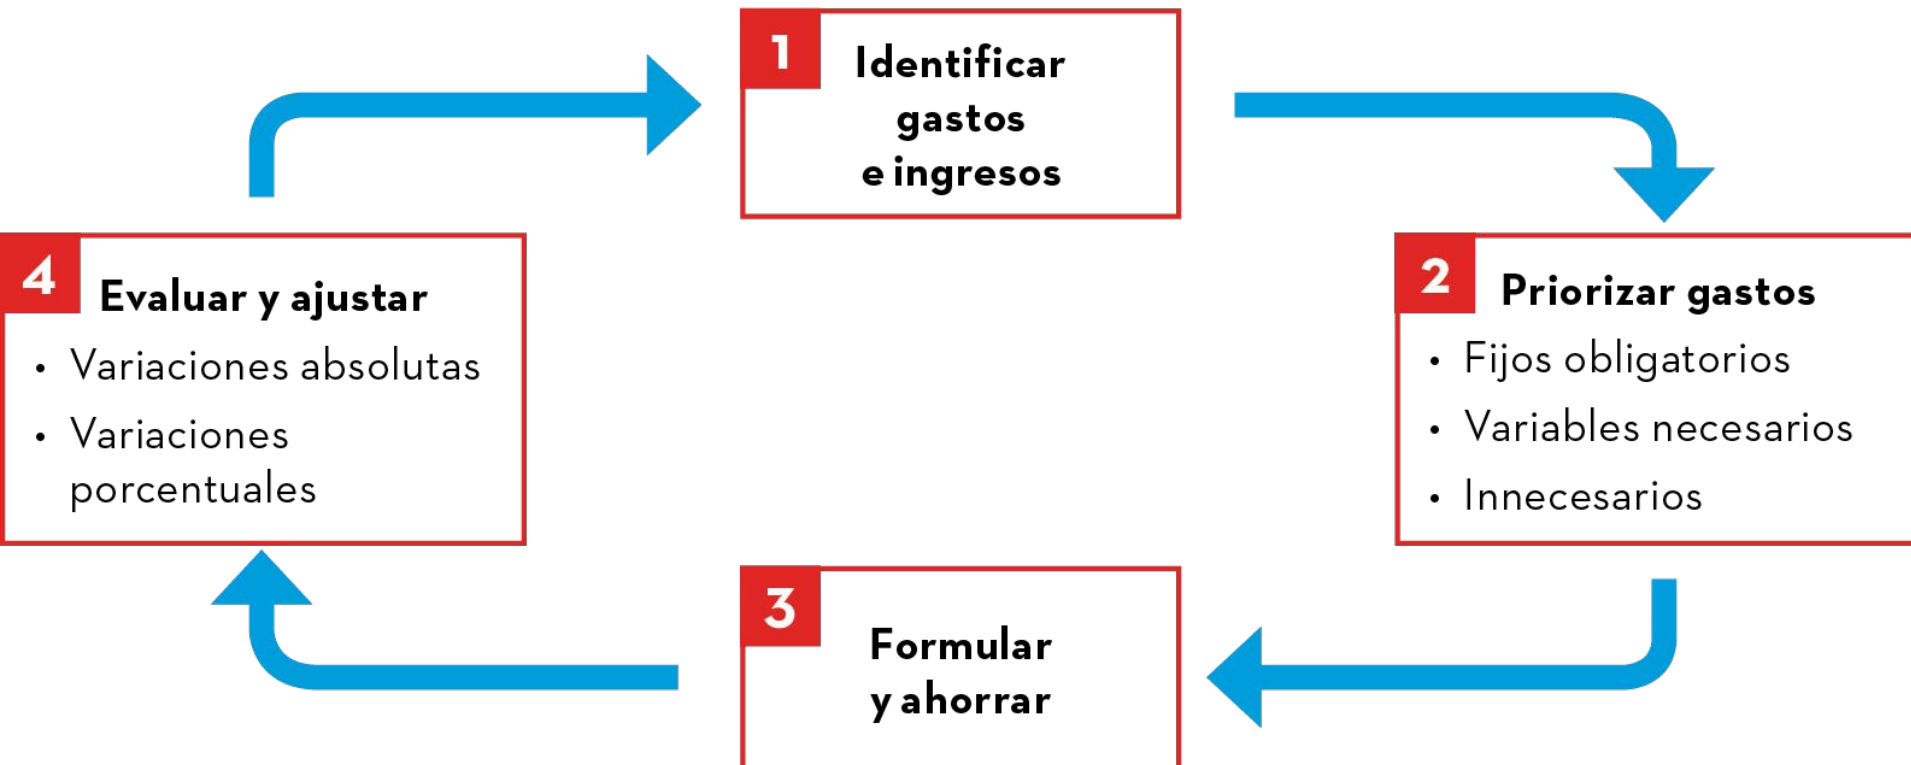 1
Identificar
gastos
e ingresos
2
Priorizar gastos
• Fijos obligatorios
• Variables necesarios
• Innecesarios
3
Formular
y ahorrar
4
Evaluar y ajustar
• Variaciones absolutas
• Variaciones
porcentuales